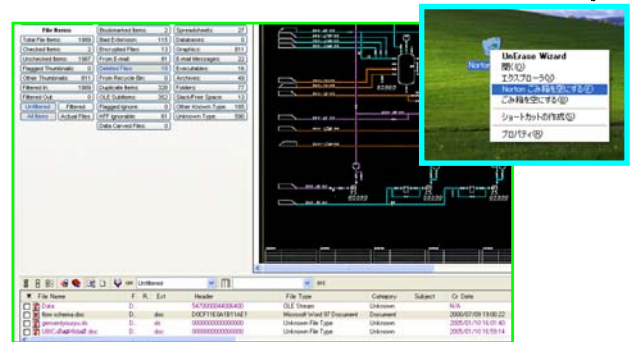 File Items
Total File Items: 1989
Checked Items: 2
Unchecked Items: 1987
Flagged Thumbnails: 0
Other Thumbnails: 811
Filtered In: 1989
Filtered Out: 0
Unfiltered Filtered
All Items Actual Files
Bookmarked Items: 2
Bad Extension: 115
Encrypted Files: 13
From E-mail: 81
Deleted Files: 10
From Recycle Bin: 0
Duplicate Items: 328
OLE Subitems: 352
Flagged Ignore: 0
KFF Ignorable: 81
Data Carved Files: 0
Spreadsheets: 27
Databases: 0
Graphics: 811
E-mail Messages: 22
Executables: 16
Archives: 49
Folders: 77
Slack/Free Space: 13
Other Known Type: 185
Unknown Type:
Norton
UnErase Wizard
開く(O)
エクスプローラ(X)
Norton ごみ箱を空にする(E)
ごみ箱を空にする(B)
ショートカットの作成(S)
プロパティ(R)
OFF Unfiltered
File Name F. R. Ext Header File Type Category Subject Cr Date
Data D. OLE Stream Unknown N/A
flow schema.doc D. doc D0CF11E0A1B11AE1 Microsoft Word 97 Document Document 2000/07/09 19:00:22
D. xls 0000000000000000 Unknown File Type Unknown 2005/01/10 16:01:40
D. doc 0000000000000000 Unknown File Type Unknown 2005/01/10 16:59:14